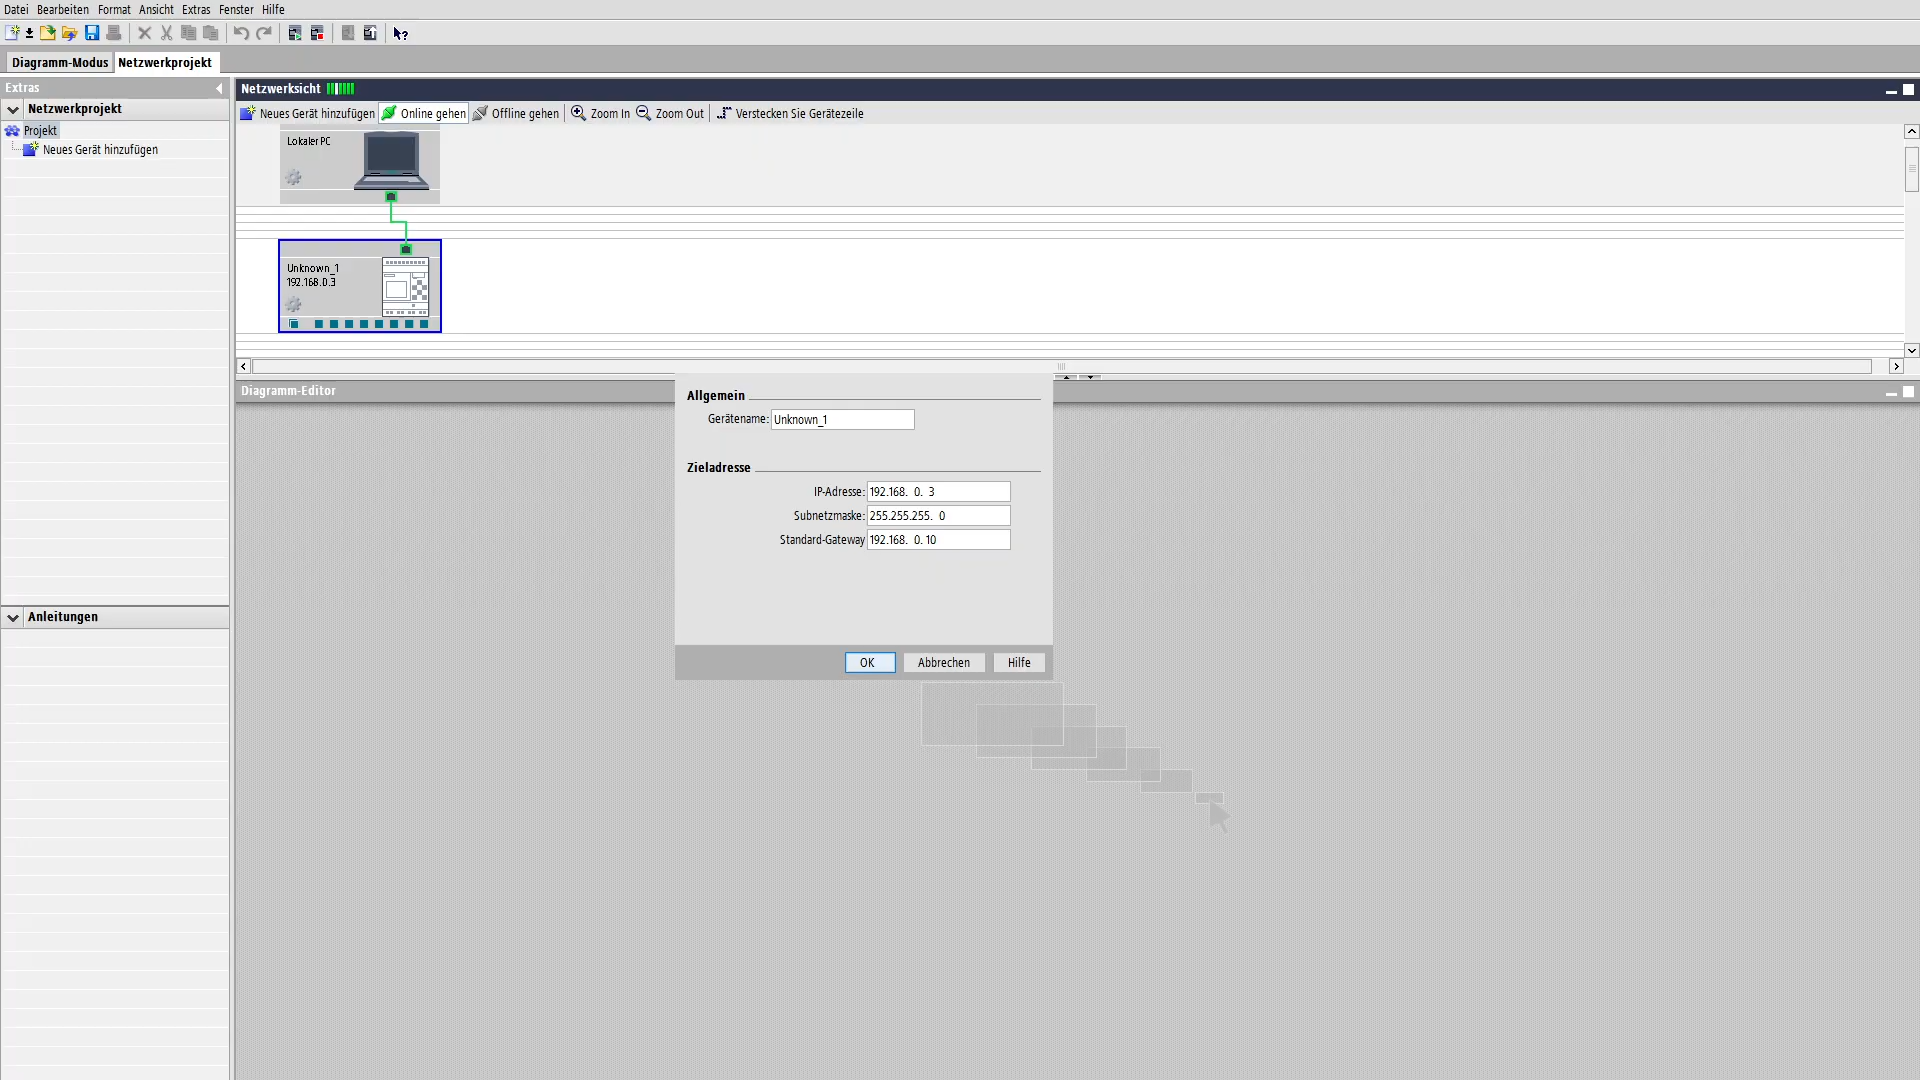 Datei Bearbeiten Format Ansicht Extras Fenster Hilfe
Diagramm-Modus Netzwerkprojekt
Extras
Netzwerkprojekt
Projekt
Neues Gerät hinzufügen
Anleitungen
Netzwerksicht
Neues Gerät hinzufügen Online gehen Offline gehen Zoom In Zoom Out Verstecken Sie Gerätezeile
Lokaler PC
Unknown_1
192.168.0.3
Diagramm-Editor
Allgemein
Gerätename: Unknown_1
Zieladresse
IP-Adresse: 192.168. 0. 3
Subnetzmaske: 255.255.255. 0
Standard-Gateway 192.168. 0. 10
OK Abbrechen Hilfe